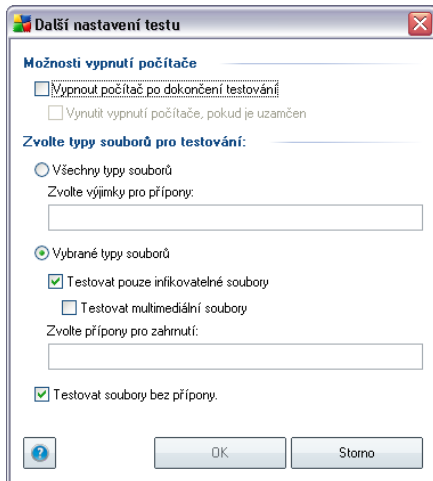 Další nastavení testu
Možnosti vypnutí počítače
Vypnout počítač po dokončení testování
Vynutit vypnutí počítače, pokud je uzamčen
Zvolte typy souborů pro testování:
Všechny typy souborů
Zvolte výjimky pro přípony:
Vybrané typy souborů
Testovat pouze infikovatelné soubory
Testovat multimediální soubory
Zvolte přípony pro zahrnutí:
Testovat soubory bez přípony.
?
OK
Storno